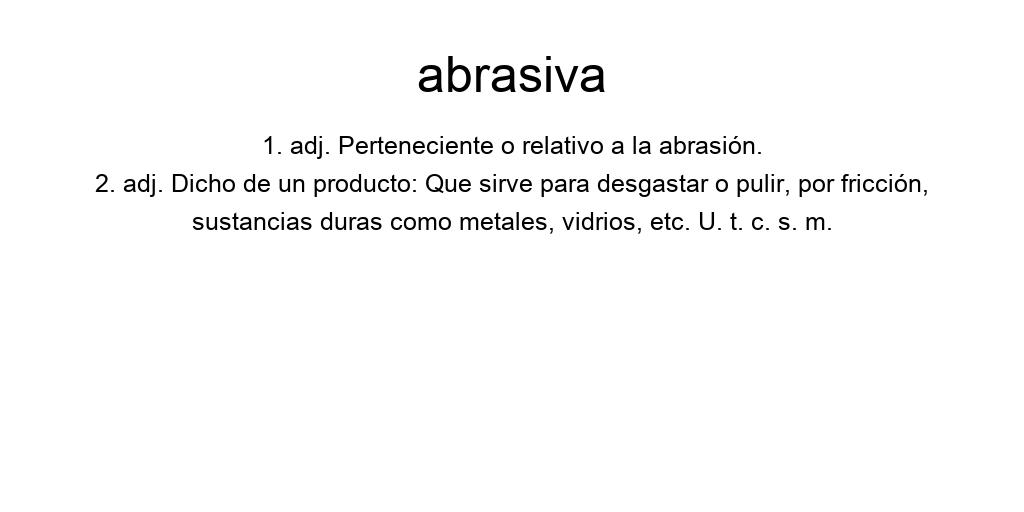 abrasiva
1. adj. Perteneciente o relativo a la abrasión.
2. adj. Dicho de un producto: Que sirve para desgastar o pulir, por fricción,
sustancias duras como metales, vidrios, etc. U. t. c. s. m.